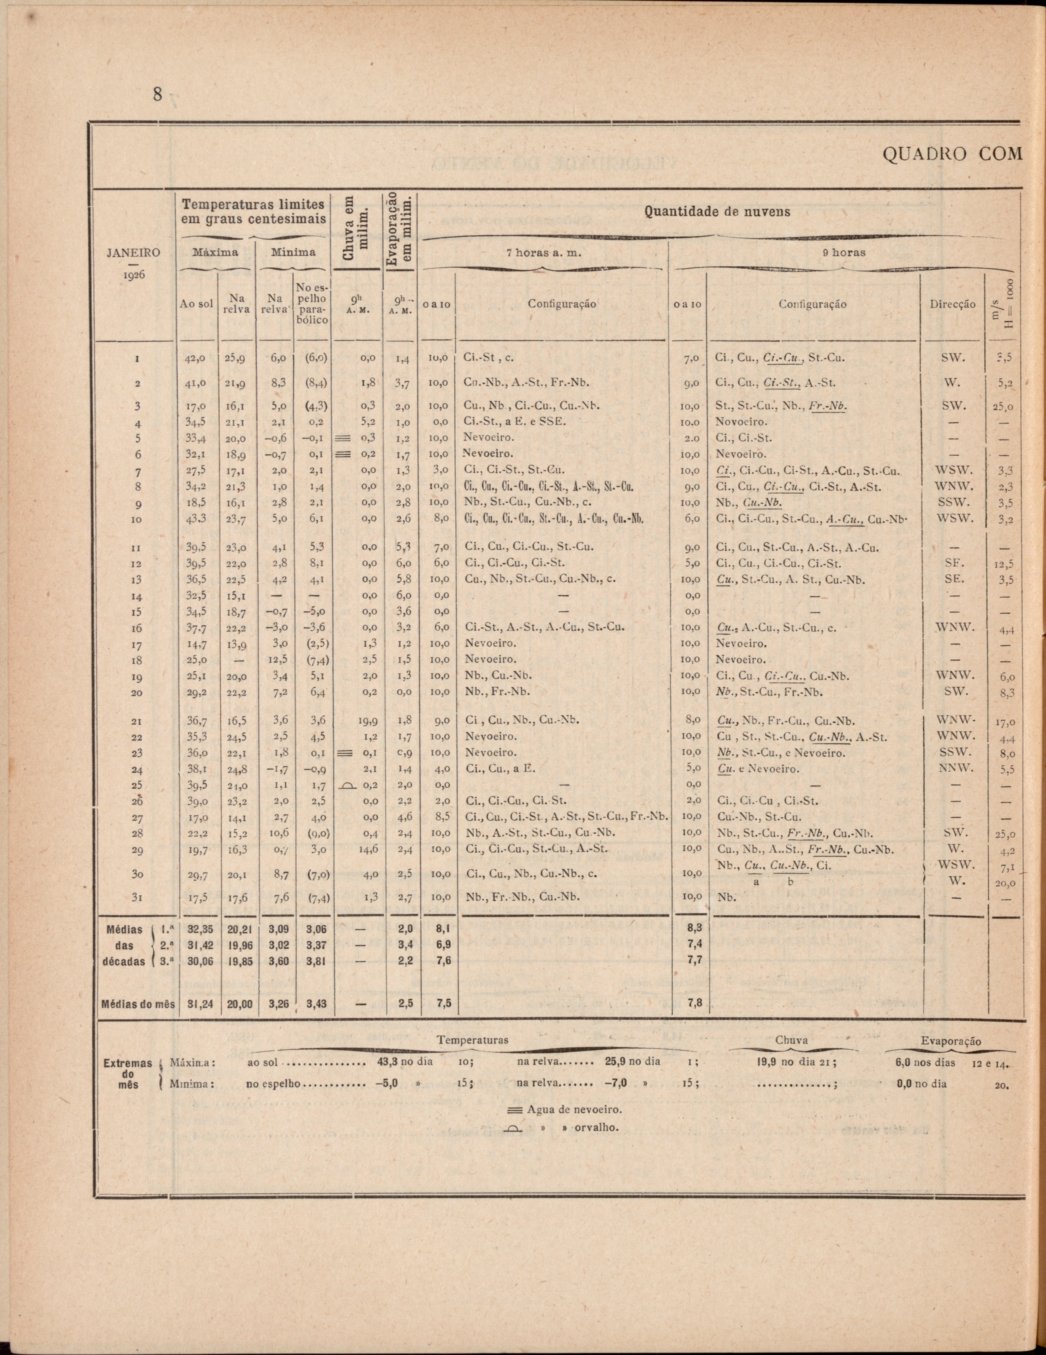 8
QUADRO COM
JANEIRO — 1926
Temperaturas limites em graus centesimais
Chuva em milim.
Evaporação em milim.
Quantidade de nuvens
Máxima Mínima 7 horas a. m. 9 horas
Ao sol Na relva Na relva No espelho parabólico 9h A. M. 9h A. M. 0 a 10 Configuração 0 a 10 Configuração Direcção m/s H = 1000
1 42,0 25,9 6,0 (6,0) 0,0 1,4 10,0 Ci.-St , c. 7,0 Ci., Cu., Ci.-Cu., St.-Cu. SW. 3,5
2 41,0 21,9 8,3 (8,4) 1,8 3,7 10,0 Cu.-Nb., A.-St., Fr.-Nb. 9,0 Ci., Cu., Ci.-St., A.-St. W. 5,2
3 17,0 16,1 5,0 (4,3) 0,3 2,0 10,0 Cu., Nb , Ci.-Cu., Cu.-Nb. 10,0 St., St.-Cu., Nb., Fr.-Nb. SW. 25,0
4 34,5 21,1 2,1 0,2 5,2 1,0 0,0 Ci.-St., a E. e SSE. 10.0 Novoeiro. — —
5 33,4 20,0 —0,6 —0,1 ≡ 0,3 1,2 10,0 Nevoeiro. 2.0 Ci., Ci.-St. — —
6 32,1 18,9 —0,7 0,1 ≡ 0,2 1,7 10,0 Nevoeiro. 10,0 Nevoeiro. — —
7 27,5 17,1 2,0 2,1 0,0 1,3 3,0 Ci., Ci.-St., St.-Cu. 10,0 Ci., Ci.-Cu., Ci-St., A.-Cu., St.-Cu. WSW. 3,3
8 34,2 21,3 1,0 1,4 0,0 2,0 10,0 Ci., Cu., Ci.-Cu., Ci.-St., A.-St., St.-Cu. 9,0 Ci., Cu., Ci.-Cu., Ci.-St., A.-St. WNW. 2,3
9 18,5 16,1 2,8 2,1 0,0 2,8 10,0 Nb., St.-Cu., Cu.-Nb., c. 10,0 Nb., Cu.-Nb. SSW. 3,5
10 43.3 23,7 5,0 6,1 0,0 2,6 8,0 Ci., Cu., Ci.-Cu., St.-Cu., A.-Cu., Cu.-Nb. 6,0 Ci., Ci.-Cu., St.-Cu., A.-Cu., Cu.-Nb· WSW. 3,2
11 39,5 23,0 4,1 5,3 0,0 5,3 7,0 Ci., Cu., Ci.-Cu., St.-Cu. 9,0 Ci., Cu., St.-Cu., A.-St., A.-Cu. — —
12 39,5 22,0 2,8 8,1 0,0 6,0 6,0 Ci., Ci.-Cu., Ci.-St. 5,0 Ci., Cu., Ci.-Cu., Ci.-St. SE. 12,5
13 36,5 22,5 4,2 4,1 0,0 5,8 10,0 Cu., Nb., St.-Cu., Cu.-Nb., c. 10,0 Cu., St.-Cu., A. St., Cu.-Nb. SE. 3,5
14 32,5 15,1 — — 0,0 6,0 0,0 — 0,0 — — —
15 34,5 18,7 —0,7 —5,0 0,0 3,6 0,0 — 0,0 — — —
16 37,7 22,2 —3,0 —3,6 0,0 3,2 6,0 Ci.-St., A.-St., A.-Cu., St.-Cu. 10,0 Cu., A.-Cu., St.-Cu., c. WNW. 4,4
17 14,7 13,9 3,0 (2,5) 1,3 1,2 10,0 Nevoeiro. 10,0 Nevoeiro. — —
18 25,0 — 12,5 (7,4) 2,5 1,5 10,0 Nevoeiro. 10,0 Nevoeiro. — —
19 25,1 20,0 3,4 5,1 2,0 1,3 10,0 Nb., Cu.-Nb. 10,0 Ci., Cu , Ci.-Cu., Cu.-Nb. WNW. 6,0
20 29,2 22,2 7,2 6,4 0,2 0,0 10,0 Nb., Fr.-Nb. 10,0 Nb., St.-Cu., Fr.-Nb. SW. 8,3
21 36,7 16,5 3,6 3,6 19,9 1,8 9,0 Ci , Cu., Nb., Cu.-Nb. 8,0 Cu., Nb., Fr.-Cu., Cu.-Nb. WNW· 17,0
22 35,3 24,5 2,5 4,5 1,2 1,7 10,0 Nevoeiro. 10,0 Cu , St., St.-Cu., Cu.-Nb., A.-St. WNW. 4,4
23 36,0 22,1 1,8 0,1 ≡ 0,1 0,9 10,0 Nevoeiro. 10,0 Nb., St.-Cu., e Nevoeiro. SSW. 8,0
24 38,1 24,8 —1,7 —0,9 2,1 1,4 4,0 Ci., Cu., a E. 5,0 Cu. e Nevoeiro. NNW. 5,5
25 39,5 24,0 1,1 1,7 ⌓ 0,2 2,0 0,0 — 0,0 — — —
26 39,0 23,2 2,0 2,5 0,0 2,2 2,0 Ci., Ci.-Cu., Ci.-St. 2,0 Ci., Ci.-Cu , Ci.-St. — —
27 17,0 14,1 2,7 4,0 0,0 4,6 8,5 Ci., Cu., Ci.-St., A.-St., St.-Cu., Fr.-Nb. 10,0 Cu.-Nb., St.-Cu. — —
28 22,2 15,2 10,6 (9,0) 0,4 2,4 10,0 Nb., A.-St., St.-Cu., Cu -Nb. 10,0 Nb., St.-Cu., Fr.-Nb., Cu.-Nb. SW. 25,0
29 19,7 16,3 0,7 3,0 14,6 2,4 10,0 Ci., Ci.-Cu., St.-Cu., A.-St. 10,0 Cu., Nb., A..St., Fr.-Nb., Cu.-Nb. W. 4,2
30 29,7 20,1 8,7 (7,0) 4,0 2,5 10,0 Ci., Cu., Nb., Cu.-Nb., c. 10,0 Nb., Cu., Cu.-Nb., Ci. WSW. 7,1
a b W. 20,0
31 17,5 17,6 7,6 (7,4) 1,3 2,7 10,0 Nb., Fr.-Nb., Cu.-Nb. 10,0 Nb. — —
Médias 1.ª 32,35 20,21 3,09 3,06 — 2,0 8,1 8,3
das 2.ª 31,42 19,96 3,02 3,37 — 3,4 6,9 7,4
décadas 3.ª 30,06 19,85 3,60 3,81 — 2,2 7,6 7,7
Médias do mês 31,24 20,00 3,26 3,43 — 2,5 7,5 7,8
Temperaturas Chuva Evaporação
Extremas do mês
Máxima: ao sol ............... 43,3 no dia 10; na relva....... 25,9 no dia 1; 19,9 no dia 21; 6,0 nos dias 12 e 14.
Mínima: no espelho............ —5,0 » 15; na relva....... —7,0 » 15; ..............; 0,0 no dia 20.
≡ Agua de nevoeiro.
⌓ » » orvalho.